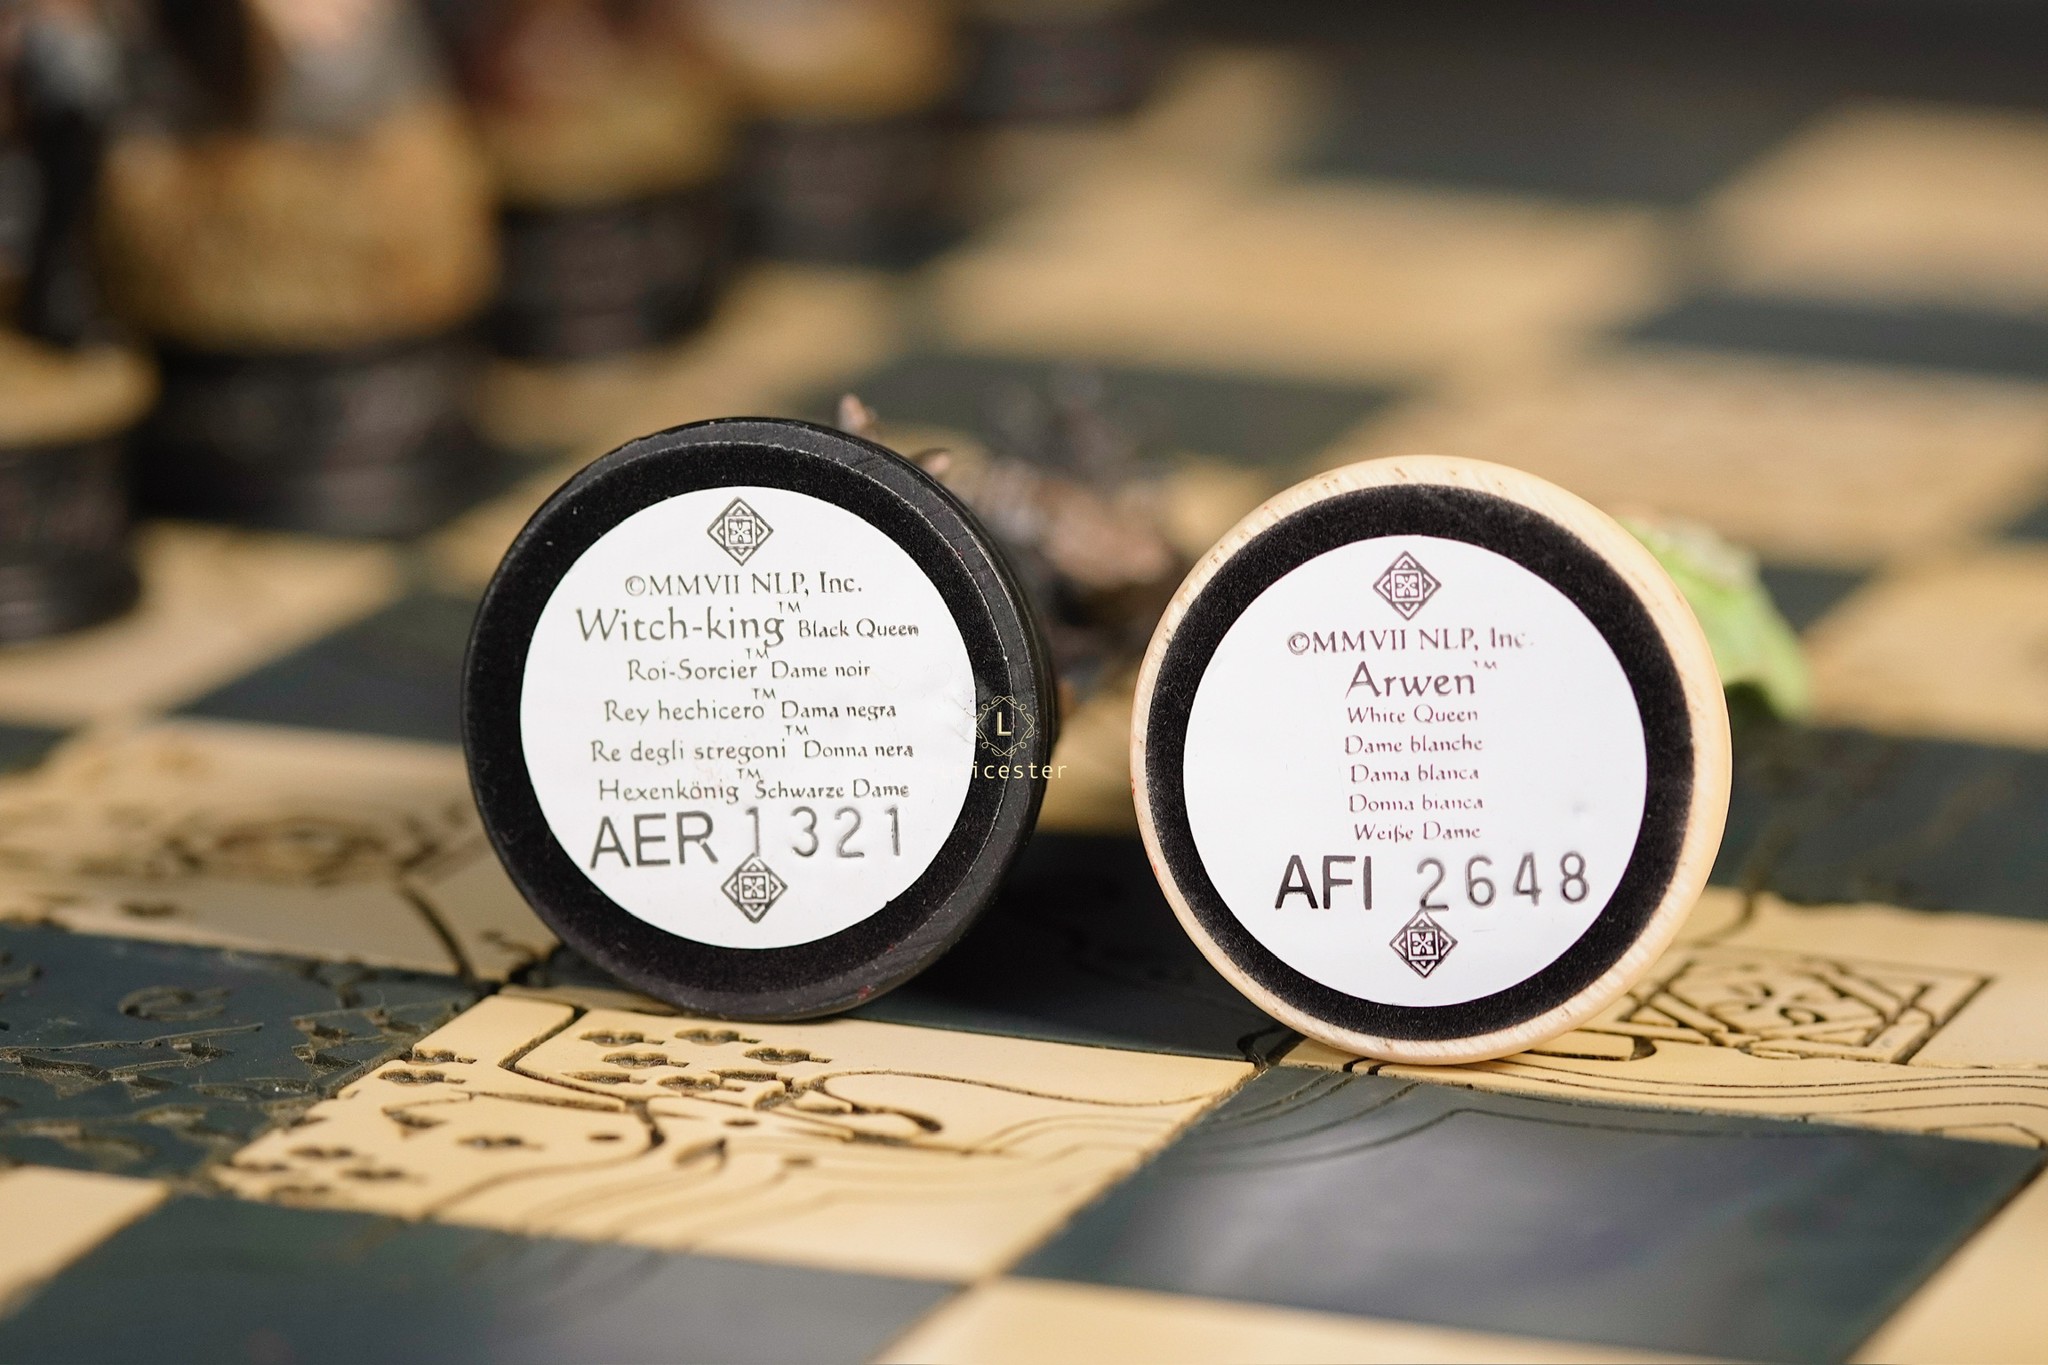 ©MMVII NLP, Inc.
Witch-king™ Black Queen
Roi-Sorcier™ Dame noir
Rey hechicero™ Dama negra
Re degli stregoni™ Donna nera
Hexenkönig™ Schwarze Dame
AER 1321
©MMVII NLP, Inc.
Arwen™
White Queen
Dame blanche
Dama blanca
Donna bianca
Weiße Dame
AFI 2648
L